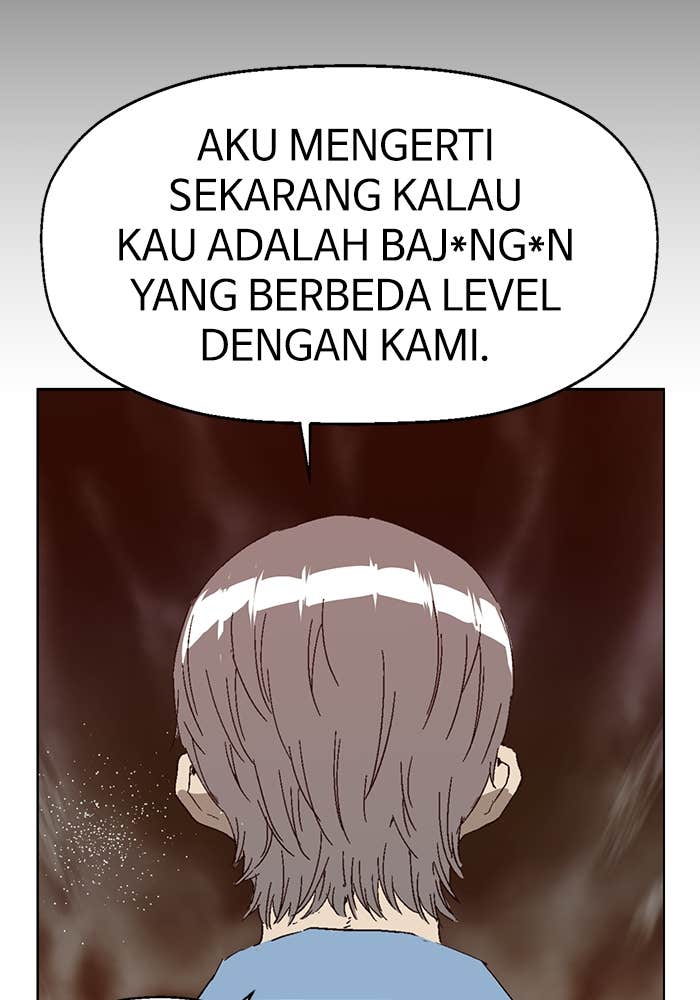 AKU MENGERTI
SEKARANG KALAU
KAU ADALAH BAJ*NG*N
YANG BERBEDA LEVEL
DENGAN KAMI.